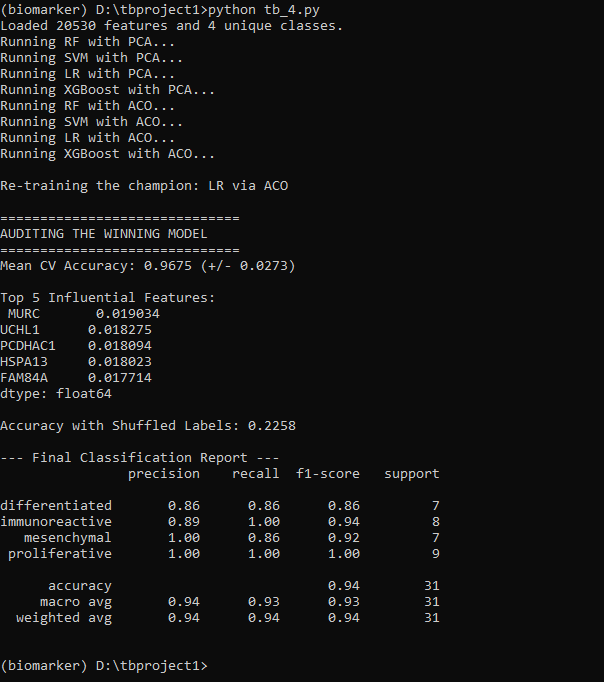 (biomarker) D:\tbproject1>python tb_4.py
Loaded 20530 features and 4 unique classes.
Running RF with PCA...
Running SVM with PCA...
Running LR with PCA...
Running XGBoost with PCA...
Running RF with ACO...
Running SVM with ACO...
Running LR with ACO...
Running XGBoost with ACO...
Re-training the champion: LR via ACO
==============================
AUDITING THE WINNING MODEL
==============================
Mean CV Accuracy: 0.9675 (+/- 0.0273)
Top 5 Influential Features:
 MURC       0.019034
UCHL1      0.018275
PCDHAC1    0.018094
HSPA13     0.018023
FAM84A     0.017714
dtype: float64
Accuracy with Shuffled Labels: 0.2258
--- Final Classification Report ---
                precision    recall  f1-score   support
differentiated       0.86      0.86      0.86         7
immunoreactive       0.89      1.00      0.94         8
   mesenchymal       1.00      0.86      0.92         7
 proliferative       1.00      1.00      1.00         9
      accuracy                           0.94        31
     macro avg       0.94      0.93      0.93        31
  weighted avg       0.94      0.94      0.94        31
(biomarker) D:\tbproject1>